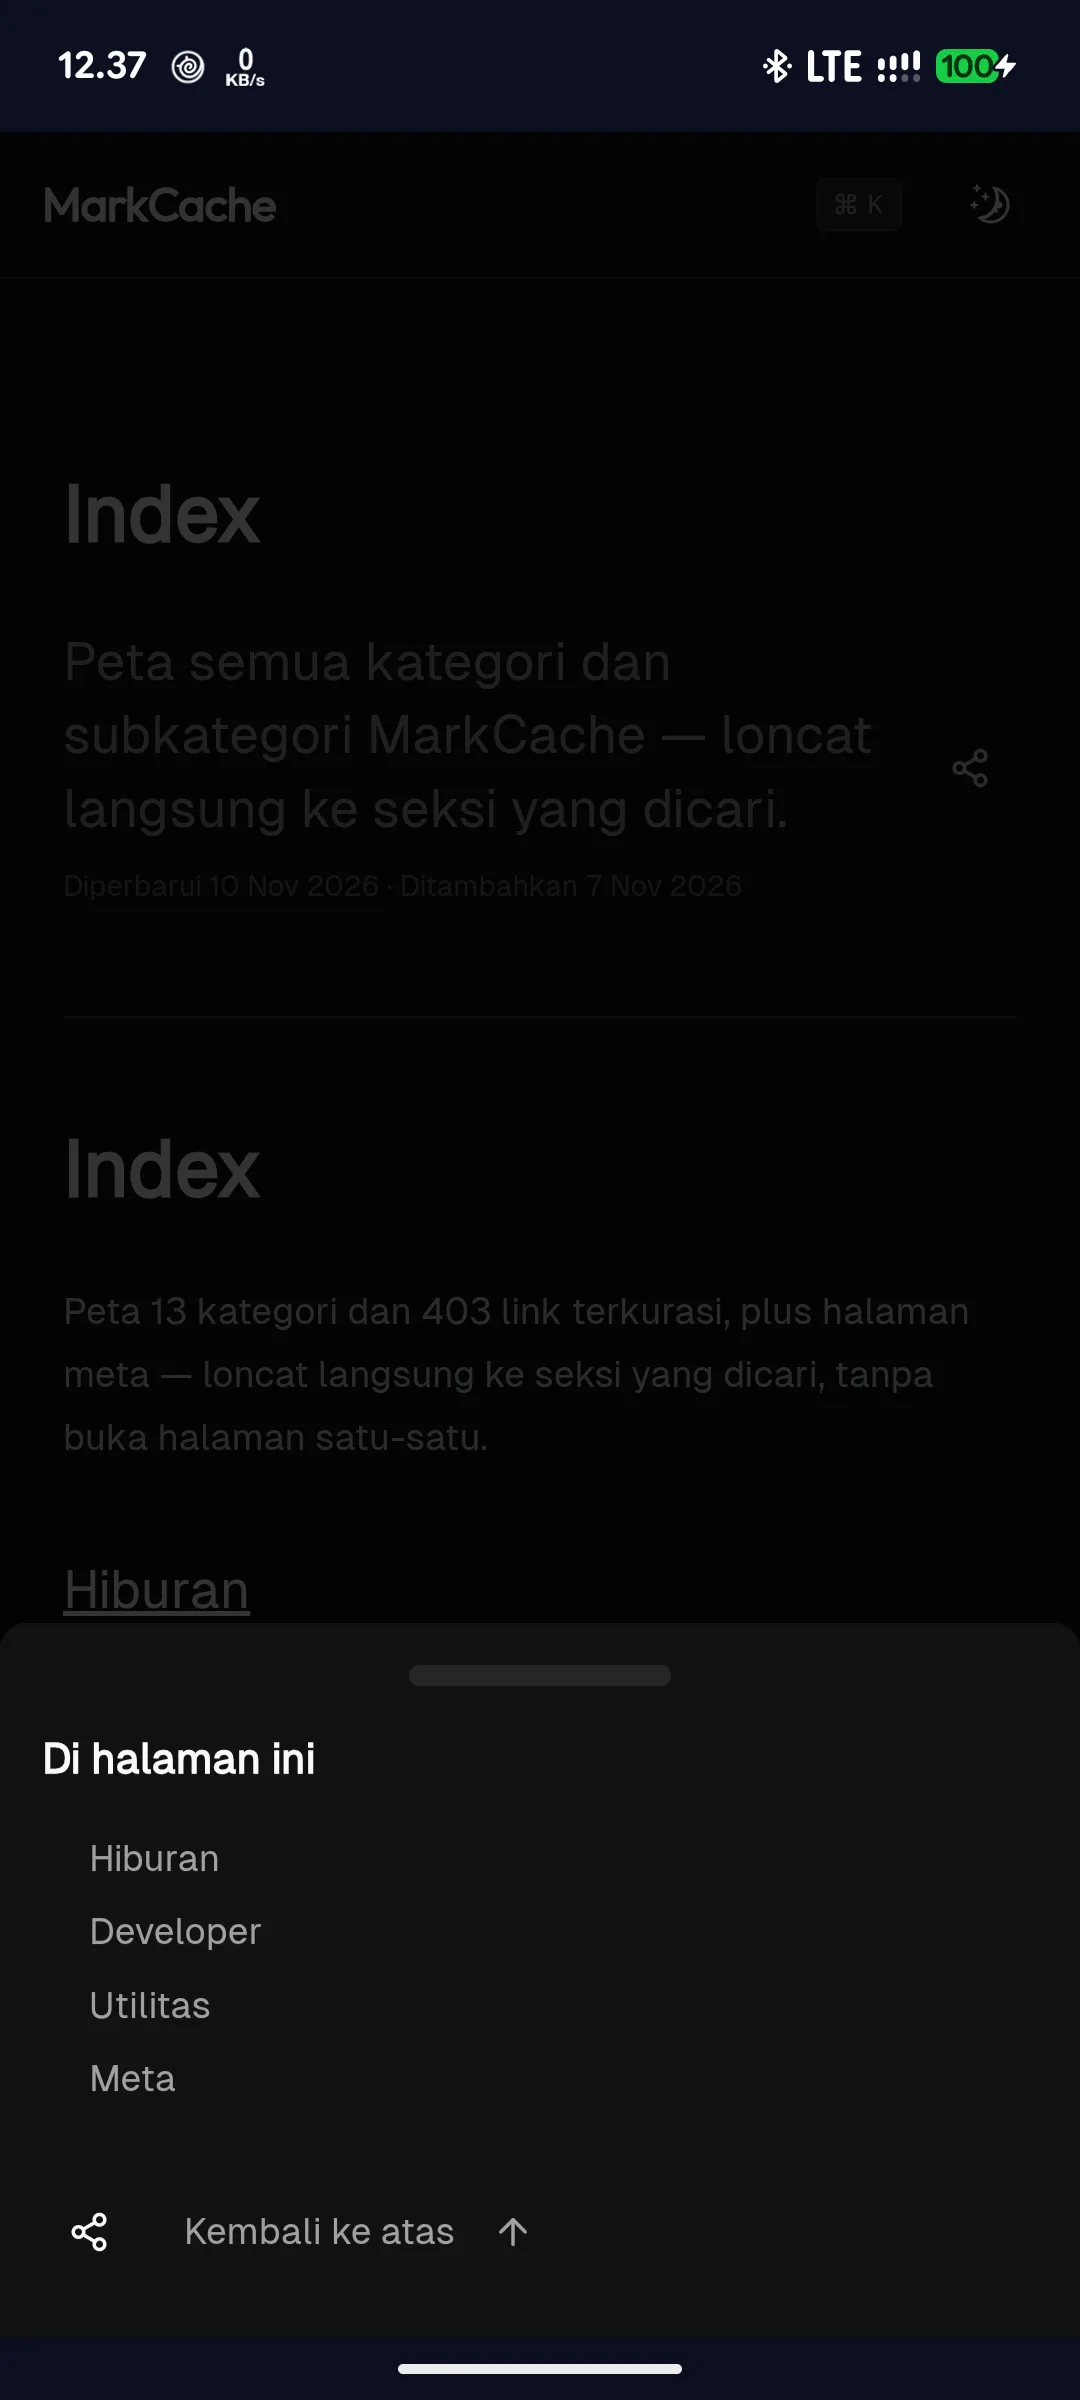 12.37
0
KB/s
LTE
100
MarkCache
⌘ K
Index
Peta semua kategori dan
subkategori MarkCache — loncat
langsung ke seksi yang dicari.
Diperbarui 10 Nov 2026 · Ditambahkan 7 Nov 2026
Index
Peta 13 kategori dan 403 link terkurasi, plus halaman
meta — loncat langsung ke seksi yang dicari, tanpa
buka halaman satu-satu.
Hiburan
Di halaman ini
Hiburan
Developer
Utilitas
Meta
Kembali ke atas